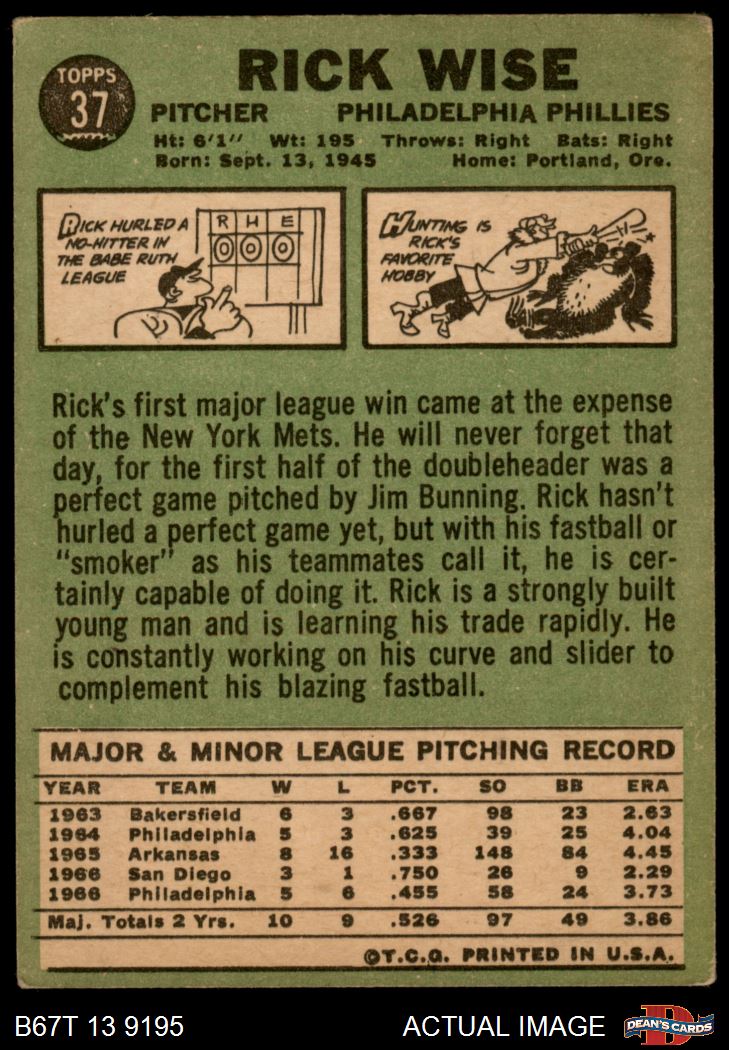 TOPPS
37
RICK WISE
PITCHER PHILADELPHIA PHILLIES
Ht: 6'1" Wt: 195 Throws: Right Bats: Right
Born: Sept. 13, 1945 Home: Portland, Ore.
RICK HURLED A
NO-HITTER IN
THE BABE RUTH
LEAGUE
R H E
0 0 0
HUNTING IS
RICK'S
FAVORITE
HOBBY
Rick's first major league win came at the expense
of the New York Mets. He will never forget that
day, for the first half of the doubleheader was a
perfect game pitched by Jim Bunning. Rick hasn't
hurled a perfect game yet, but with his fastball or
"smoker" as his teammates call it, he is cer-
tainly capable of doing it. Rick is a strongly built
young man and is learning his trade rapidly. He
is constantly working on his curve and slider to
complement his blazing fastball.
MAJOR & MINOR LEAGUE PITCHING RECORD
YEAR TEAM W L PCT. SO BB ERA
1963 Bakersfield 6 3 .667 98 23 2.63
1964 Philadelphia 5 3 .625 39 25 4.04
1965 Arkansas 8 16 .333 148 84 4.45
1966 San Diego 3 1 .750 26 9 2.29
1966 Philadelphia 5 6 .455 58 24 3.73
Maj. Totals 2 Yrs. 10 9 .526 97 49 3.86
©T.C.G. PRINTED IN U.S.A.
B67T 13 9195 ACTUAL IMAGE
D
DEAN'S CARDS